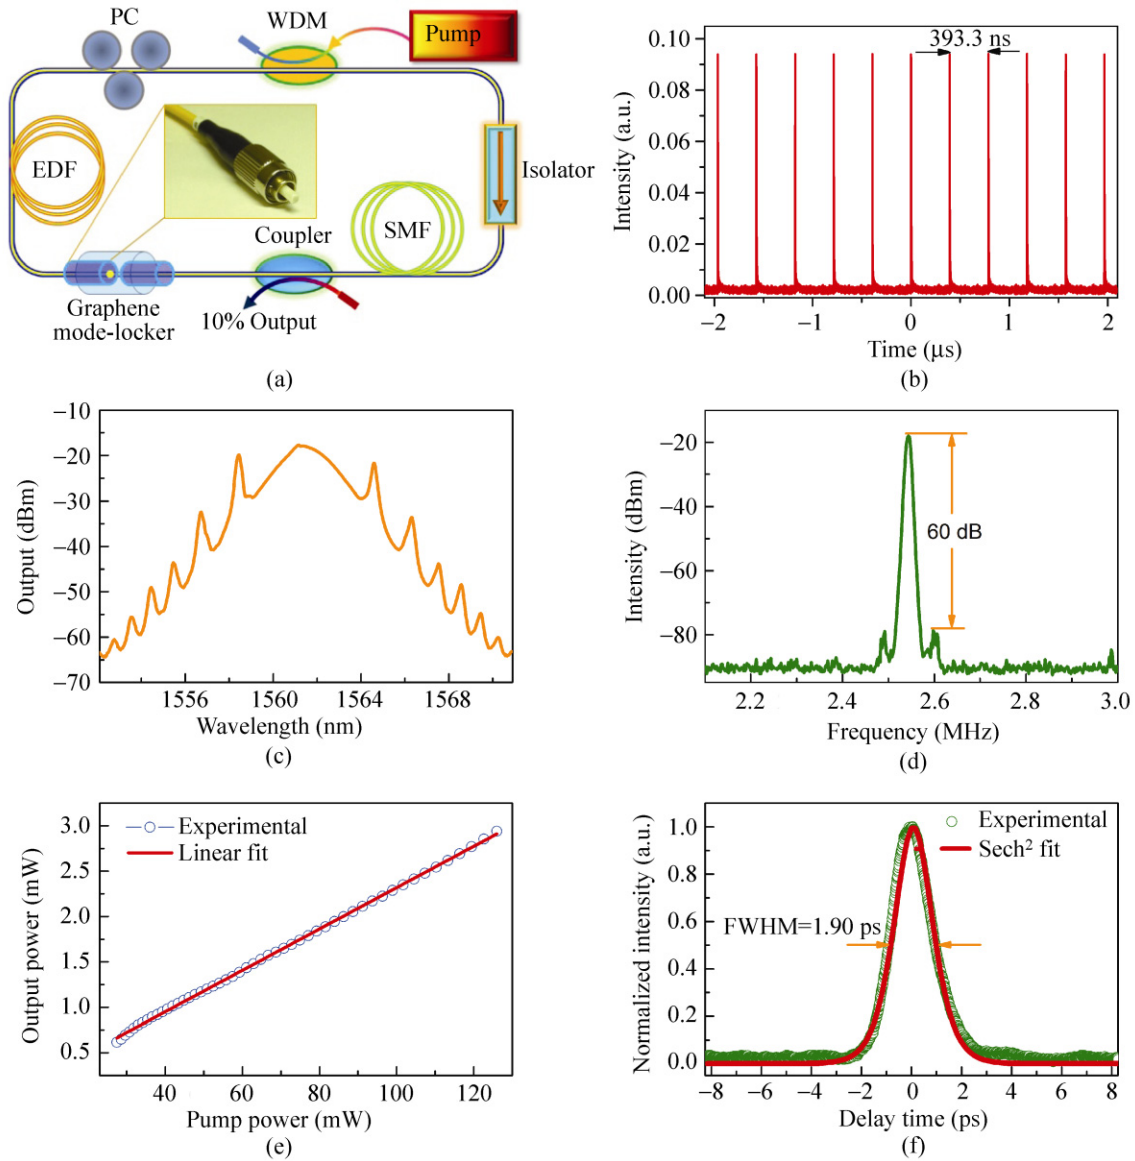 PC
WDM
Pump
EDF
Isolator
SMF
Coupler
Graphene
mode-locker
10% Output
(a)
Intensity (a.u.)
0.10
0.08
0.06
0.04
0.02
0.00
393.3 ns
−2
−1
0
1
2
Time (µs)
(b)
Output (dBm)
−10
−20
−30
−40
−50
−60
−70
1556
1560
1564
1568
Wavelength (nm)
(c)
Intensity (dBm)
−20
−40
−60
−80
60 dB
2.2
2.4
2.6
2.8
3.0
Frequency (MHz)
(d)
Output power (mW)
3.0
2.5
2.0
1.5
1.0
0.5
Experimental
Linear fit
40
60
80
100
120
Pump power (mW)
(e)
Normalized intensity (a.u.)
1.0
0.8
0.6
0.4
0.2
0.0
Experimental
Sech² fit
FWHM=1.90 ps
−8
−6
−4
−2
0
2
4
6
8
Delay time (ps)
(f)